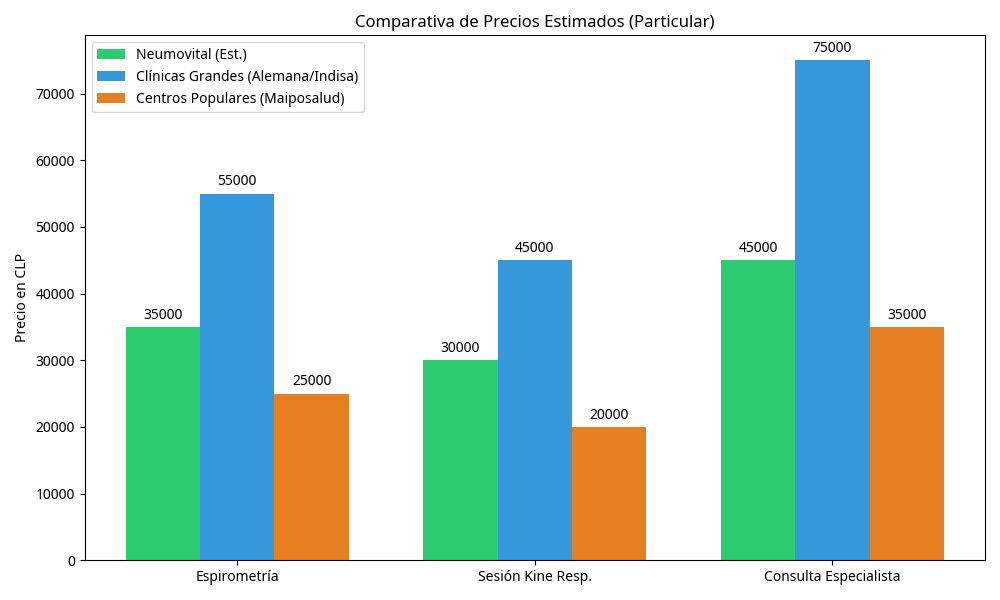 Comparativa de Precios Estimados (Particular)
Neumovital (Est.)
Clínicas Grandes (Alemana/Indisa)
Centros Populares (Maiposalud)
Precio en CLP
70000
60000
50000
40000
30000
20000
10000
0
35000
55000
25000
30000
45000
20000
45000
75000
35000
Espirometría
Sesión Kine Resp.
Consulta Especialista